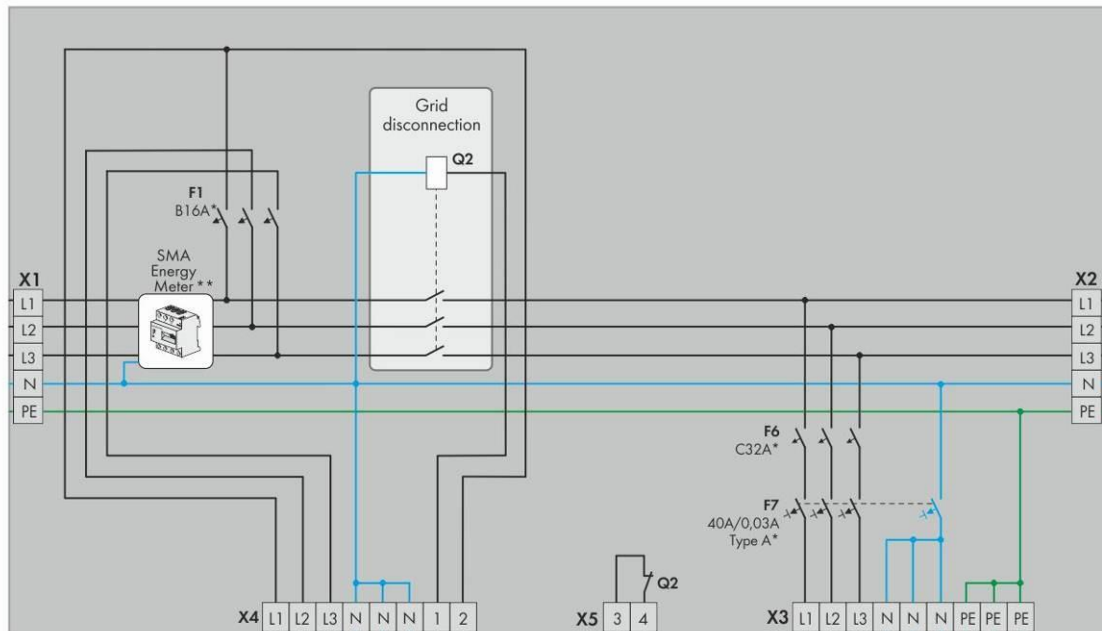 Grid
disconnection
Q2
F1
B16A*
SMA
Energy
Meter**
X1
L1
L2
L3
N
PE
X2
L1
L2
L3
N
PE
F6
C32A*
F7
40A/0,03A
Type A*
Q2
X4 L1 L2 L3 N N N 1 2
X5 3 4
X3 L1 L2 L3 N N N PE PE PE